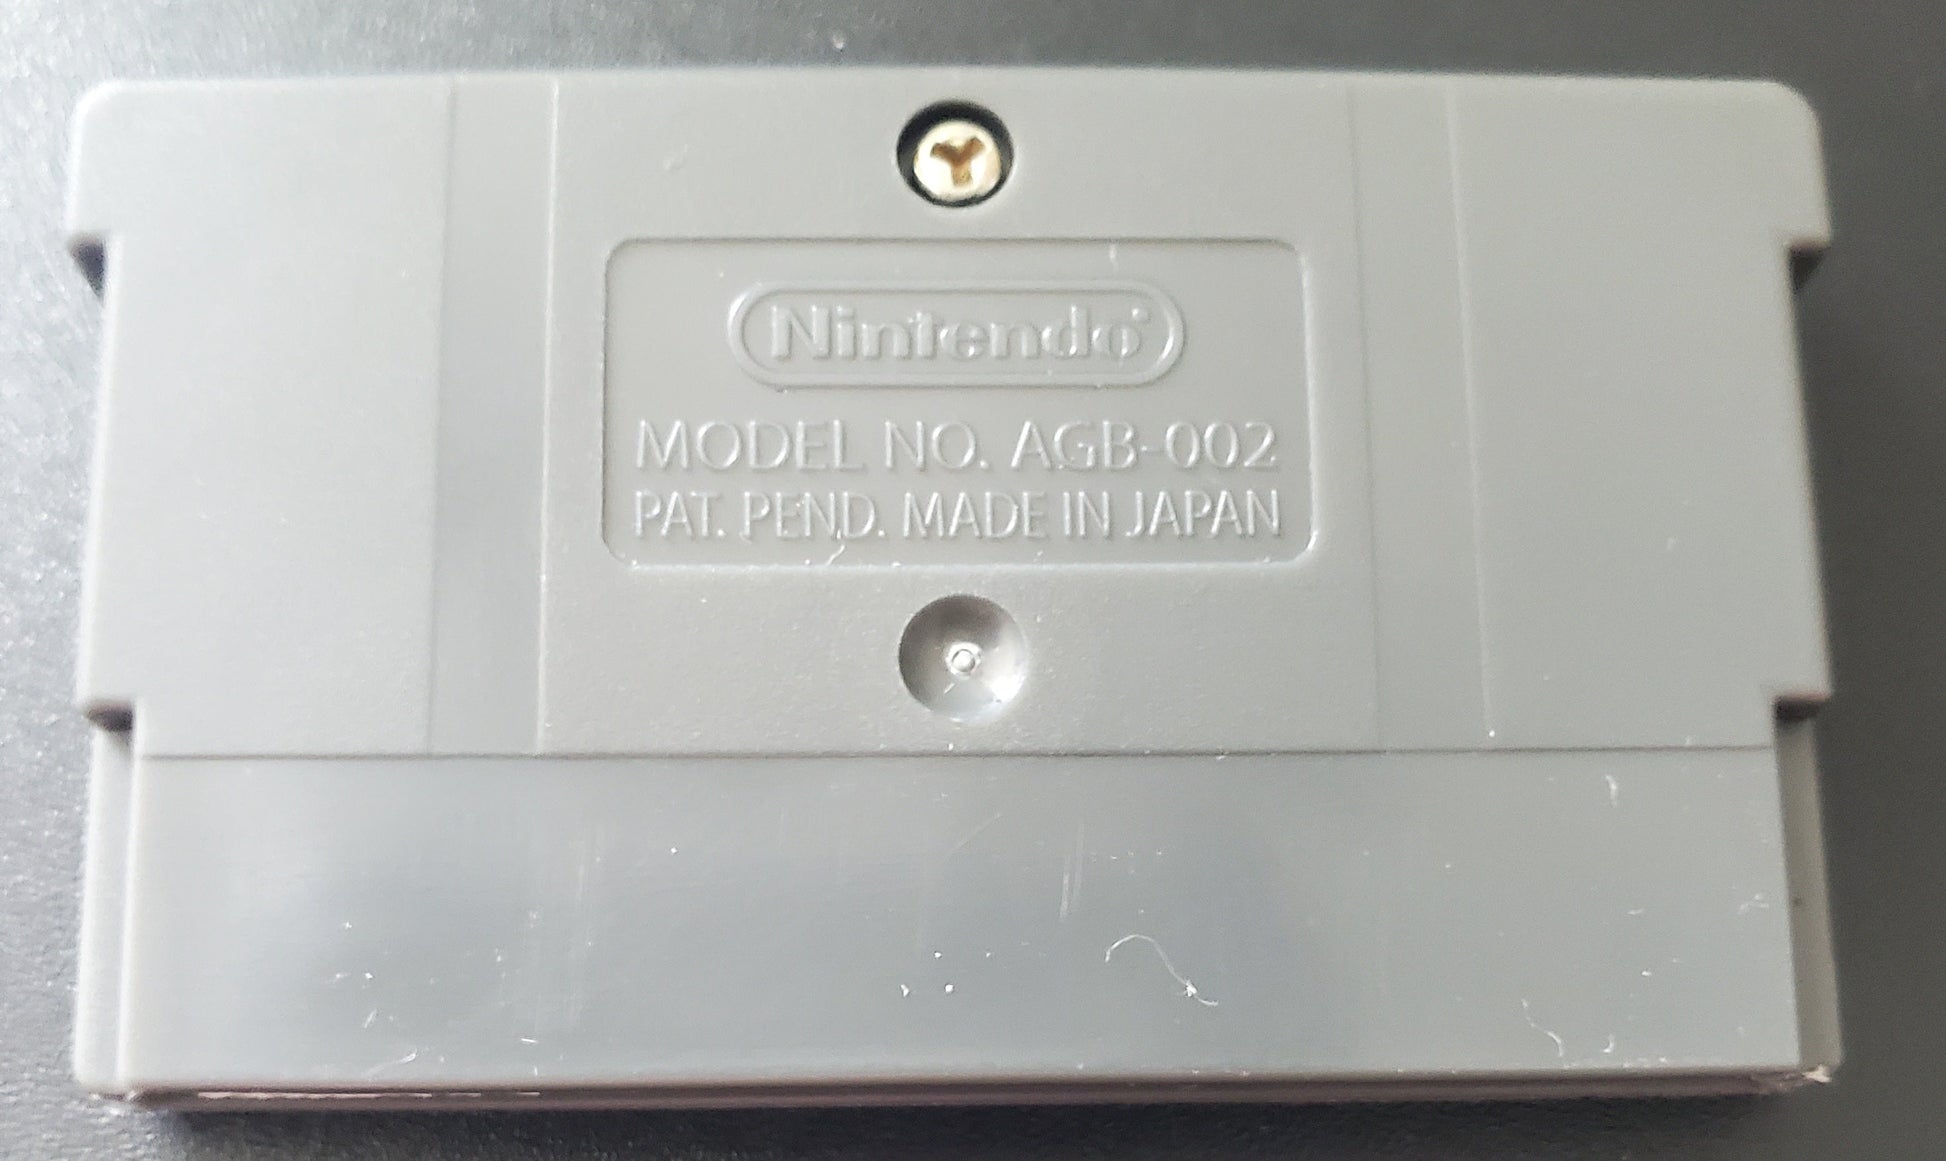 Nintendo
MODEL NO. AGB-002
PAT. PEND. MADE IN JAPAN